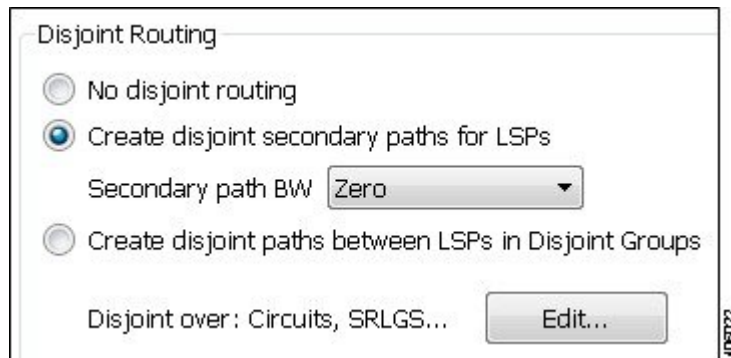 Disjoint Routing
No disjoint routing
Create disjoint secondary paths for LSPs
Secondary path BW Zero
Create disjoint paths between LSPs in Disjoint Groups
Disjoint over: Circuits, SRLGS... Edit...